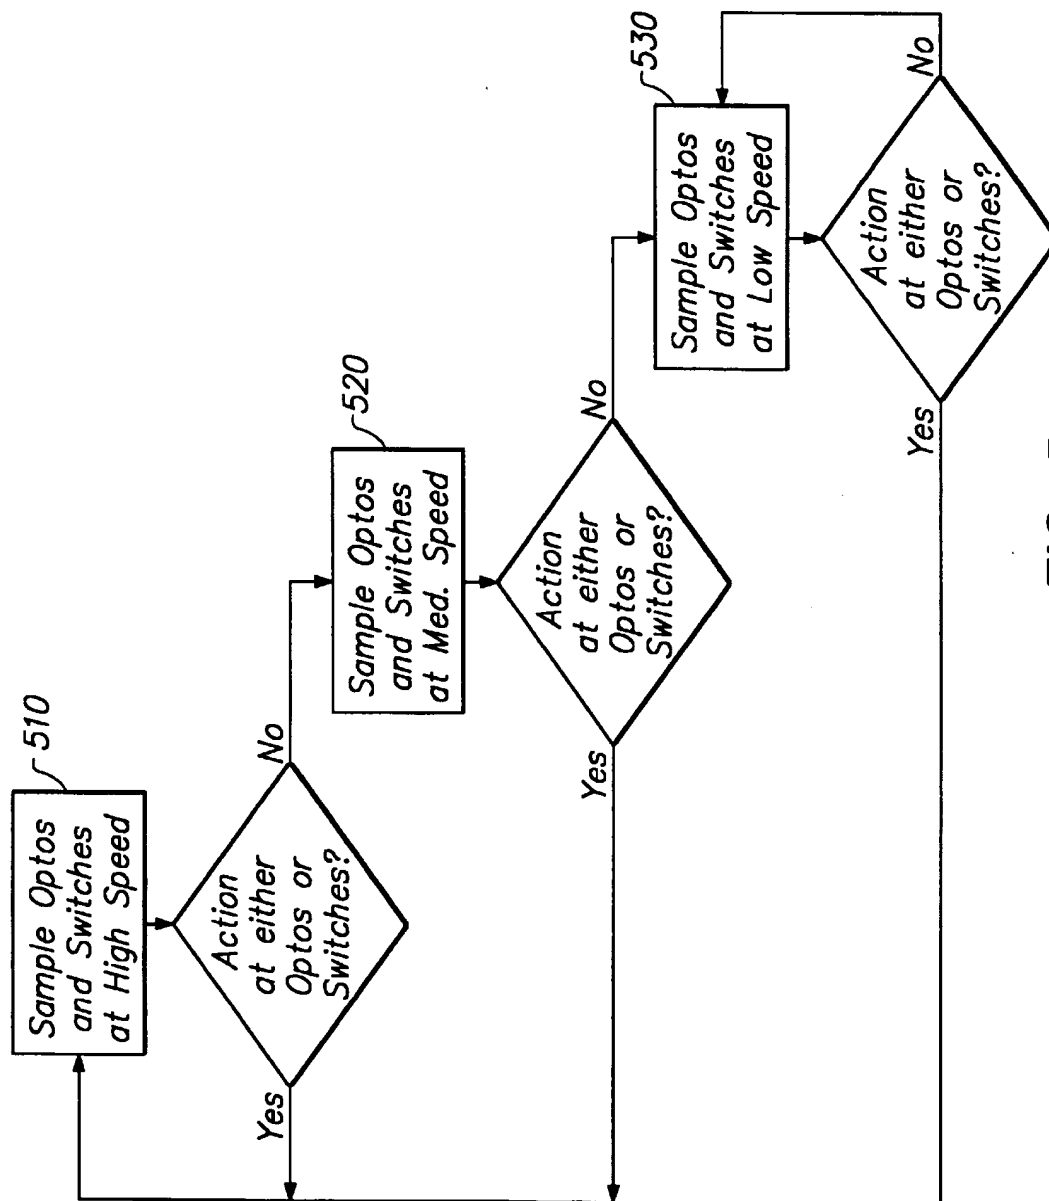 510
Sample Optos
and Switches
at High Speed
Action
at either
Optos or
Switches?
Yes
No
520
Sample Optos
and Switches
at Med. Speed
Action
at either
Optos or
Switches?
Yes
No
530
Sample Optos
and Switches
at Low Speed
Action
at either
Optos or
Switches?
Yes
No